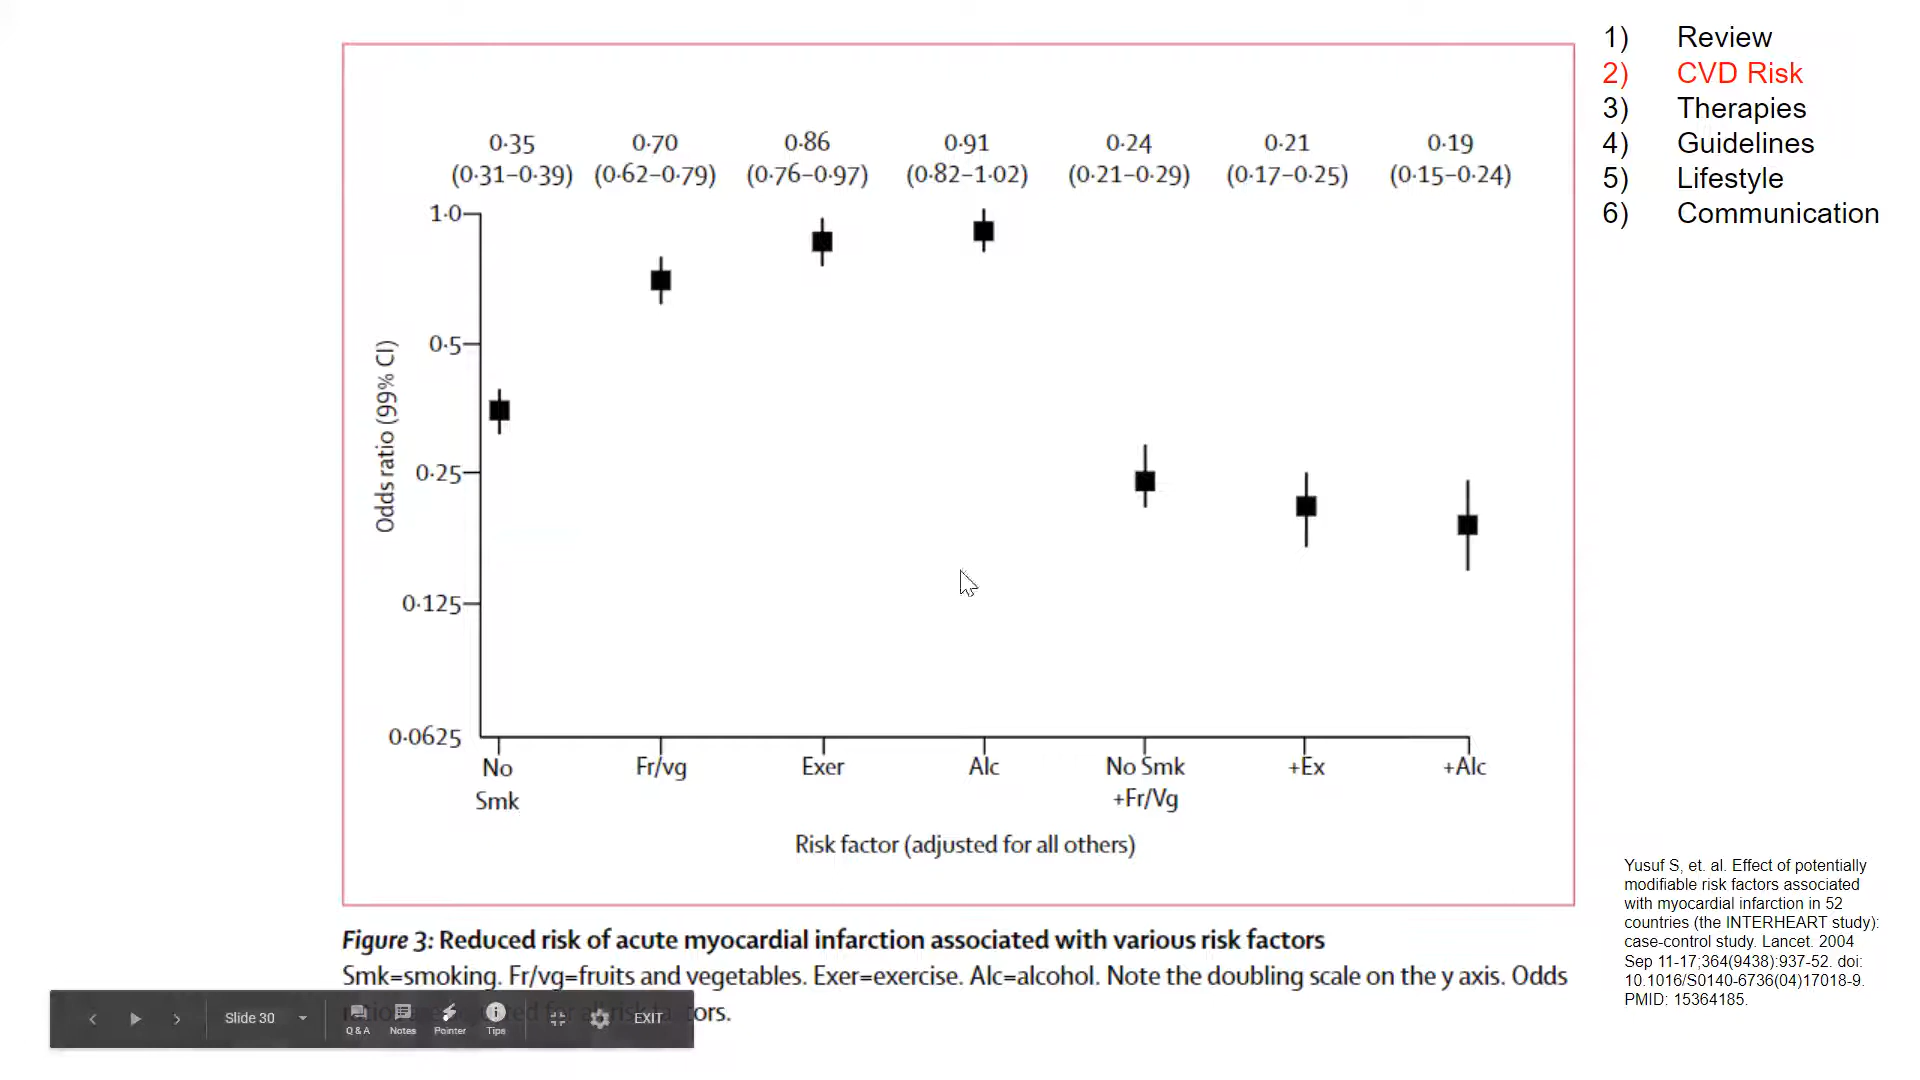 1) Review
2) CVD Risk
3) Therapies
4) Guidelines
5) Lifestyle
6) Communication
0·35 0·70 0·86 0·91 0·24 0·21 0·19
(0·31–0·39) (0·62–0·79) (0·76–0·97) (0·82–1·02) (0·21–0·29) (0·17–0·25) (0·15–0·24)
1·0
0·5
0·25
0·125
0·0625
Odds ratio (99% CI)
No Fr/vg Exer Alc No Smk +Ex +Alc
Smk +Fr/Vg
Risk factor (adjusted for all others)
Figure 3: Reduced risk of acute myocardial infarction associated with various risk factors
Smk=smoking. Fr/vg=fruits and vegetables. Exer=exercise. Alc=alcohol. Note the doubling scale on the y axis. Odds
Yusuf S, et. al. Effect of potentially
modifiable risk factors associated
with myocardial infarction in 52
countries (the INTERHEART study):
case-control study. Lancet. 2004
Sep 11-17;364(9438):937-52. doi:
10.1016/S0140-6736(04)17018-9.
PMID: 15364185.
Slide 30
Q & A Notes Pointer Tips
EXIT